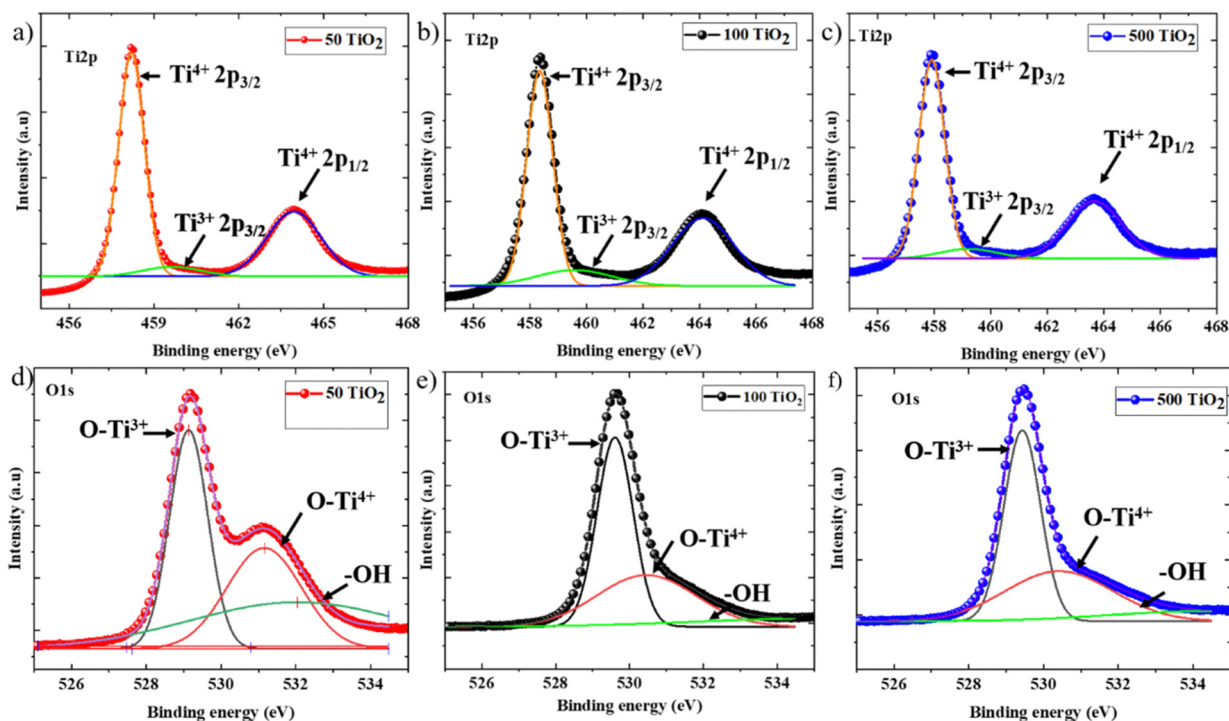 a)
Ti2p
50 TiO₂
Ti⁴⁺ 2p₃/₂
Ti⁴⁺ 2p₁/₂
Ti³⁺ 2p₃/₂
Intensity (a.u)
456 459 462 465 468
Binding energy (eV)
b)
Ti2p
100 TiO₂
Ti⁴⁺ 2p₃/₂
Ti⁴⁺ 2p₁/₂
Ti³⁺ 2p₃/₂
Intensity (a.u)
456 458 460 462 464 466 468
Binding energy (eV)
c)
Ti2p
500 TiO₂
Ti⁴⁺ 2p₃/₂
Ti⁴⁺ 2p₁/₂
Ti³⁺ 2p₃/₂
Intensity (a.u)
456 458 460 462 464 466 468
Binding energy (eV)
d)
O1s
50 TiO₂
O-Ti³⁺
O-Ti⁴⁺
-OH
Intensity (a.u)
526 528 530 532 534
Binding energy (eV)
e)
O1s
100 TiO₂
O-Ti³⁺
O-Ti⁴⁺
-OH
Intensity (a.u)
526 528 530 532 534
Binding energy (eV)
f)
O1s
500 TiO₂
O-Ti³⁺
O-Ti⁴⁺
-OH
Intensity (a.u)
526 528 530 532 534
Binding energy (eV)